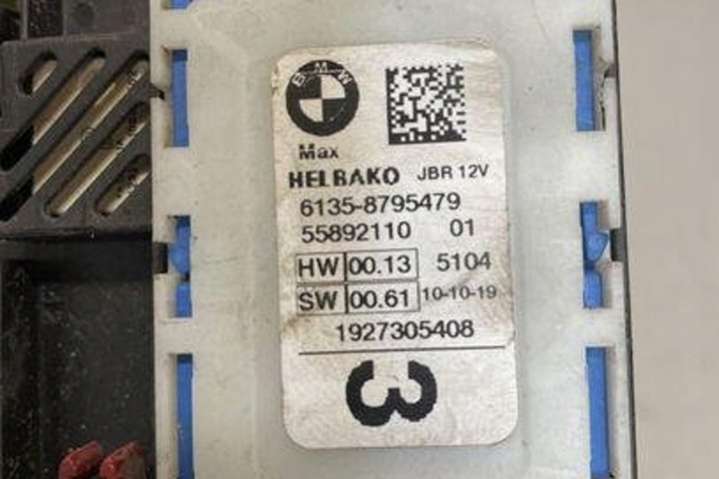 BMW
Max
HELBAKO JBR 12V
6135-8795479
55892110 01
HW 00.13 5104
SW 00.61 10-10-19
1927305408
3